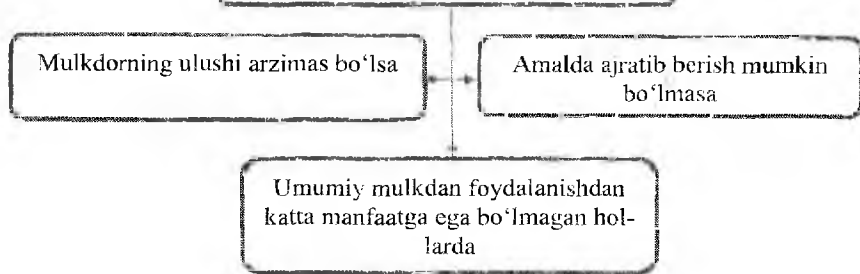 Mulkdorning ulushi arzimas bo‘lsa
Amalda ajratib berish mumkin
bo‘lmasa
Umumiy mulkdan foydalanishdan
katta manfaatga ega bo‘lmagan hol-
larda